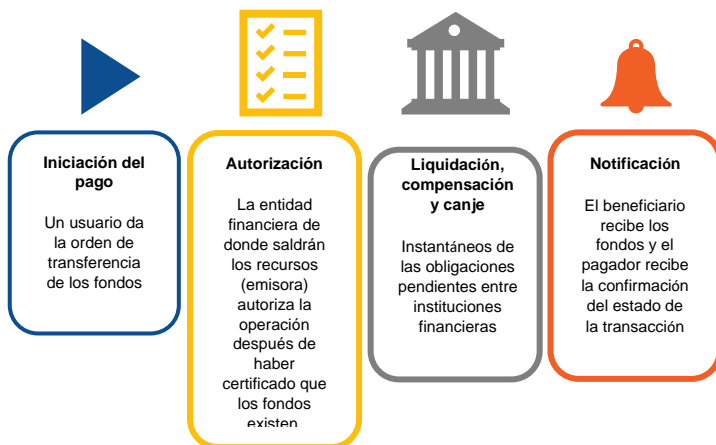 Iniciación del
pago
Un usuario da
la orden de
transferencia
de los fondos
Autorización
La entidad
financiera de
donde saldrán
los recursos
(emisora)
autoriza la
operación
después de
haber
certificado que
los fondos
existen
Liquidación,
compensación
y canje
Instantáneos de
las obligaciones
pendientes entre
instituciones
financieras
Notificación
El beneficiario
recibe los
fondos y el
pagador recibe
la confirmación
del estado de
la transacción